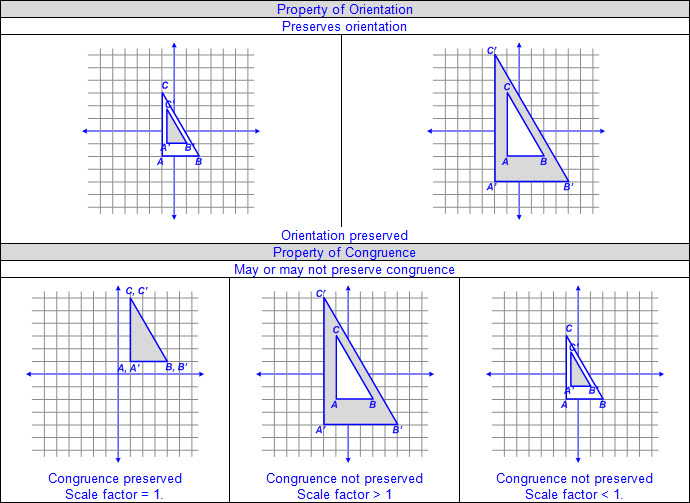 Property of Orientation
Preserves orientation
C
C'
A'
B'
A
B
C'
C
A
B
A'
B'
Orientation preserved
Property of Congruence
May or may not preserve congruence
C, C'
A, A'
B, B'
C'
C
A
B
A'
B'
C
C'
A'
B'
A
B
Congruence preserved
Scale factor = 1.
Congruence not preserved
Scale factor > 1
Congruence not preserved
Scale factor < 1.